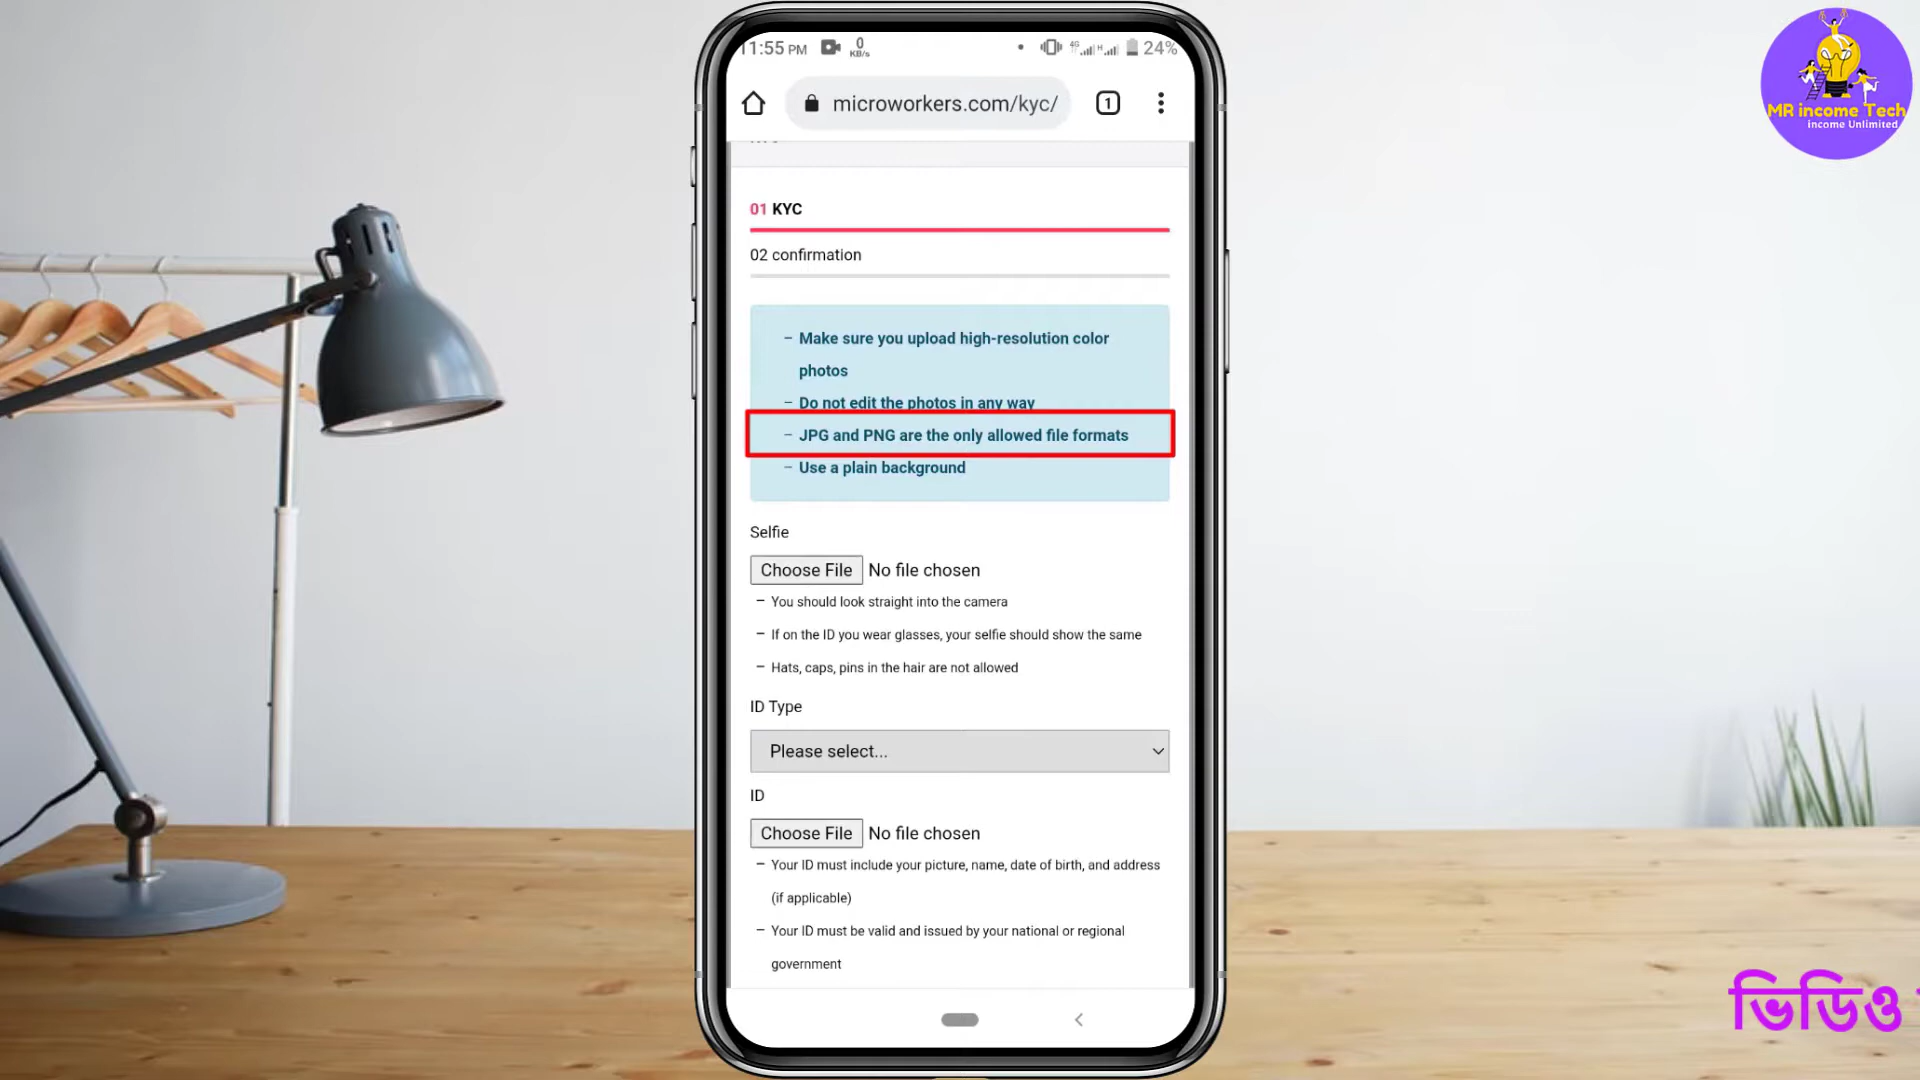 11:55 PM
0
KB/s
4G
H
24%
microworkers.com/kyc/
1
MR income Tech
income Unlimited
01 KYC
02 confirmation
– Make sure you upload high-resolution color
photos
– Do not edit the photos in any way
– JPG and PNG are the only allowed file formats
– Use a plain background
Selfie
Choose File No file chosen
– You should look straight into the camera
– If on the ID you wear glasses, your selfie should show the same
– Hats, caps, pins in the hair are not allowed
ID Type
Please select...
ID
Choose File No file chosen
– Your ID must include your picture, name, date of birth, and address
(if applicable)
– Your ID must be valid and issued by your national or regional
government
ভিডিও